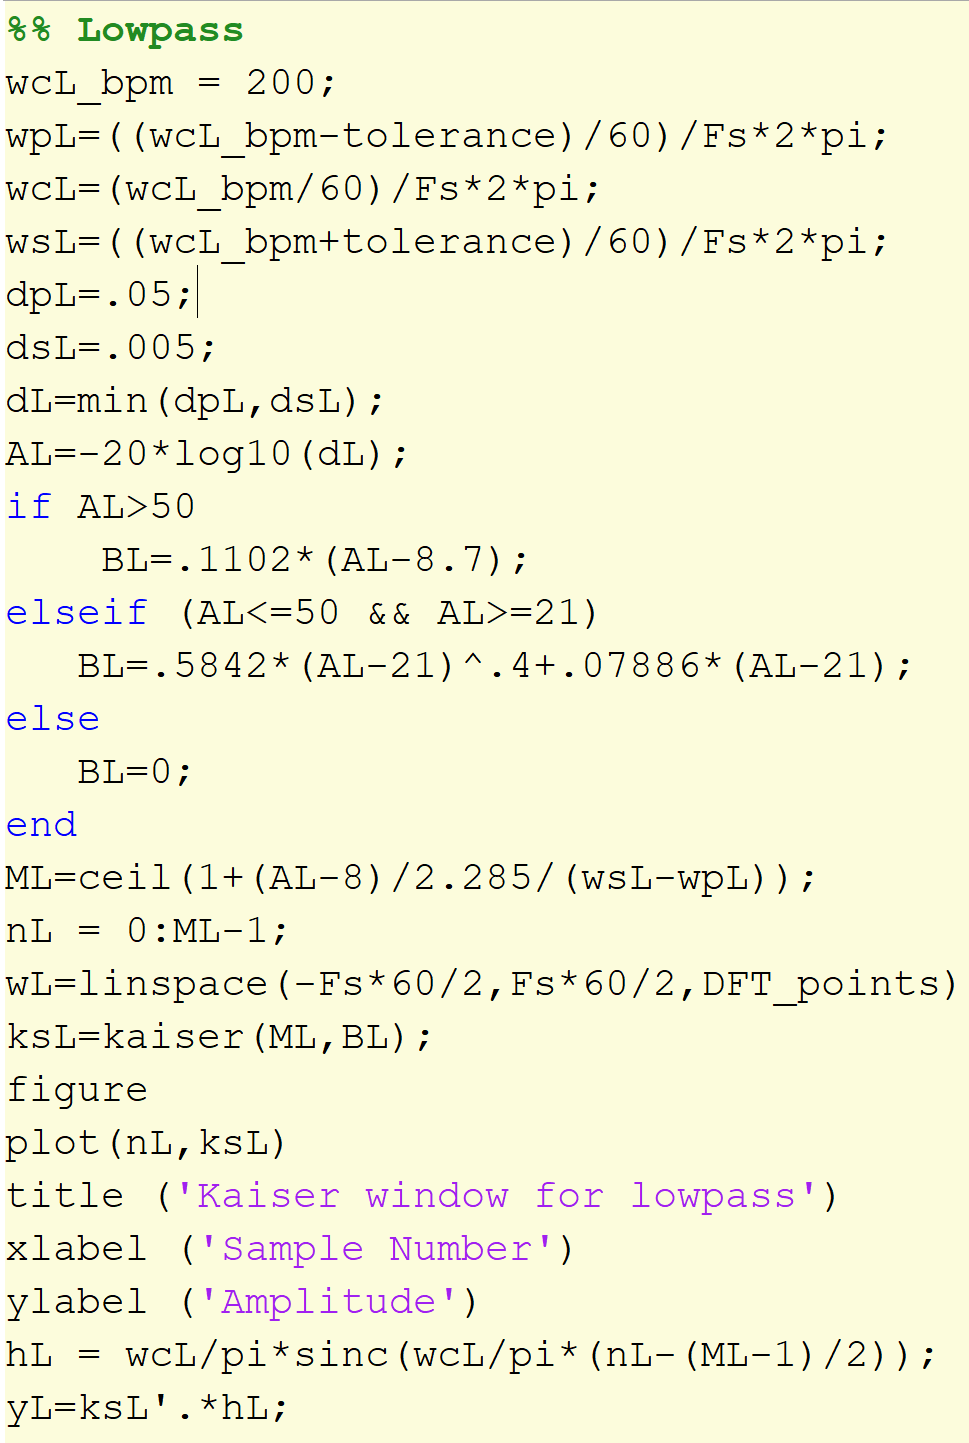 %% Lowpass
wcL_bpm = 200;
wpL=((wcL_bpm-tolerance)/60)/Fs*2*pi;
wcL=(wcL_bpm/60)/Fs*2*pi;
wsL=((wcL_bpm+tolerance)/60)/Fs*2*pi;
dpL=.05;
dsL=.005;
dL=min(dpL,dsL);
AL=-20*log10(dL);
if AL>50
    BL=.1102*(AL-8.7);
elseif (AL<=50 && AL>=21)
   BL=.5842*(AL-21)^.4+.07886*(AL-21);
else
   BL=0;
end
ML=ceil(1+(AL-8)/2.285/(wsL-wpL));
nL = 0:ML-1;
wL=linspace(-Fs*60/2,Fs*60/2,DFT_points)
ksL=kaiser(ML,BL);
figure
plot(nL,ksL)
title ('Kaiser window for lowpass')
xlabel ('Sample Number')
ylabel ('Amplitude')
hL = wcL/pi*sinc(wcL/pi*(nL-(ML-1)/2));
yL=ksL'.*hL;